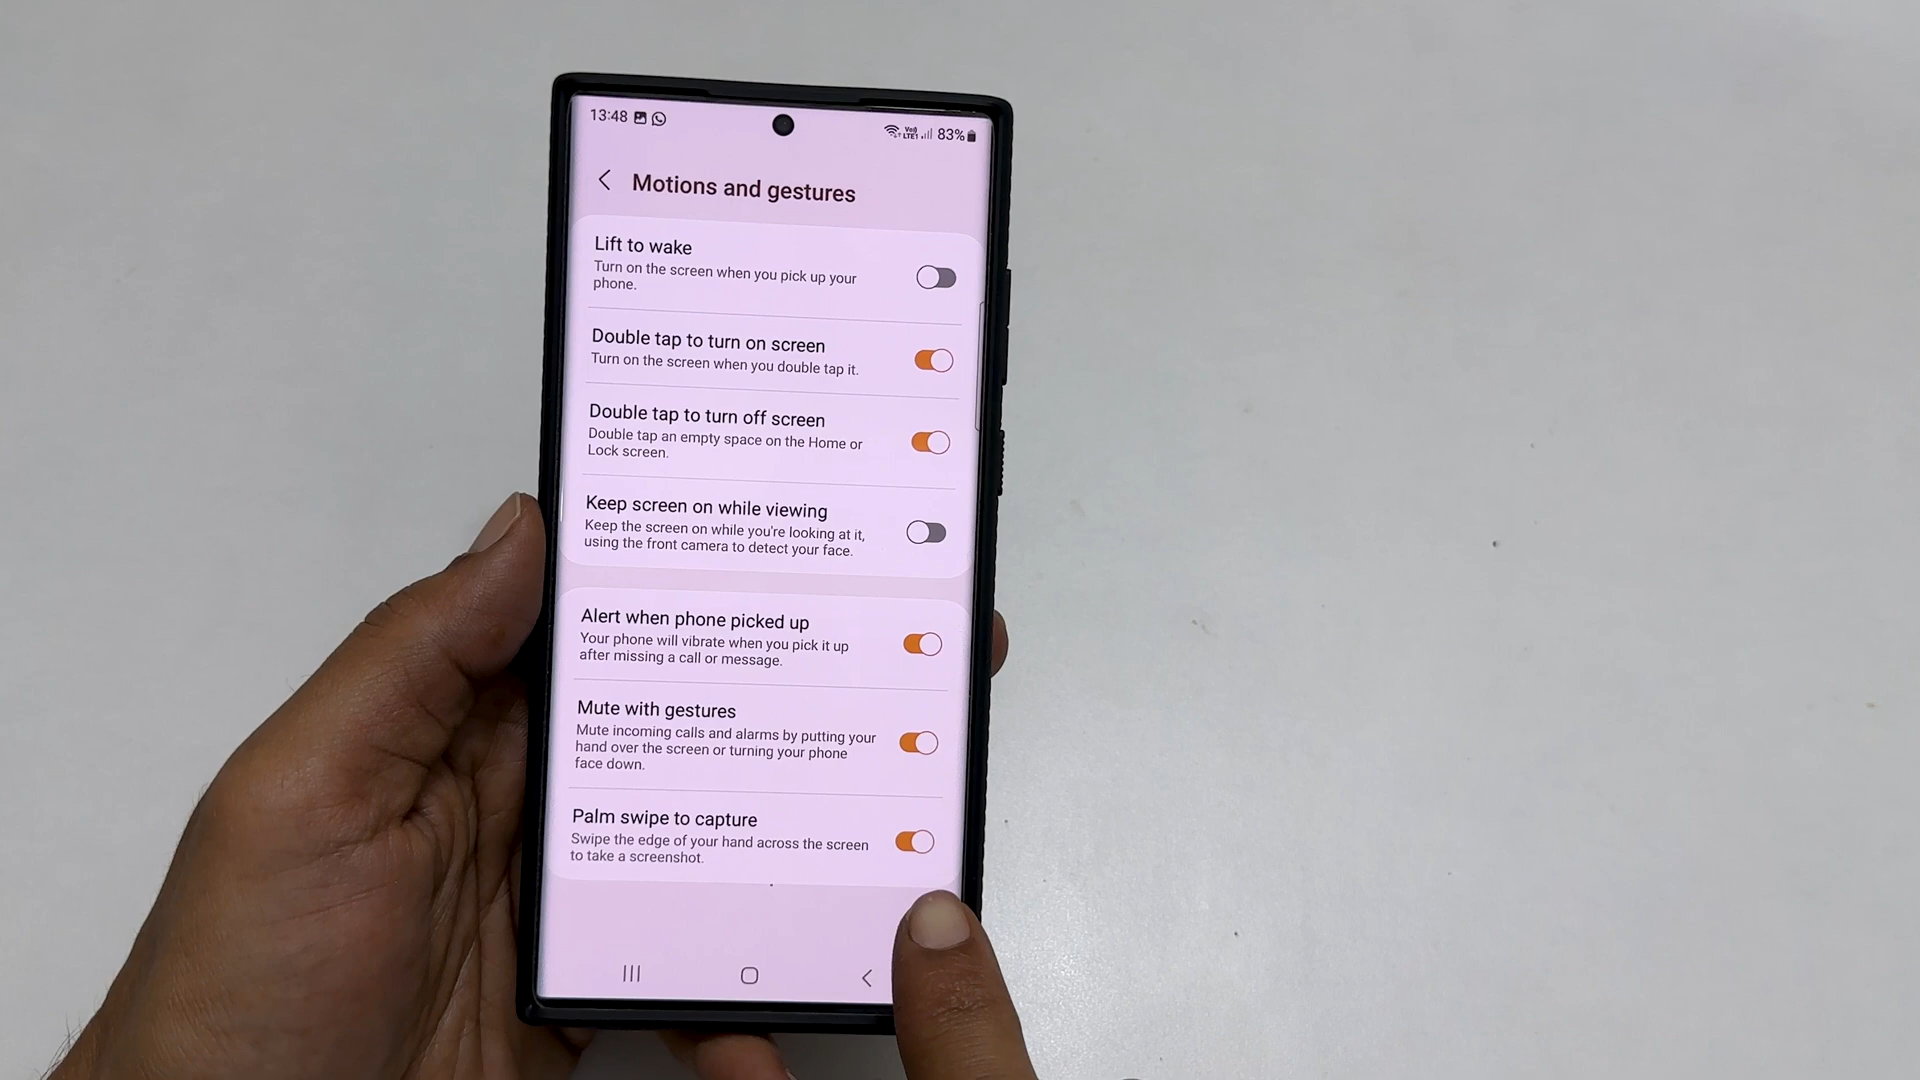 13:48
Vo)) LTE1 83%
Motions and gestures
Lift to wake
Turn on the screen when you pick up your
phone.
Double tap to turn on screen
Turn on the screen when you double tap it.
Double tap to turn off screen
Double tap an empty space on the Home or
Lock screen.
Keep screen on while viewing
Keep the screen on while you're looking at it,
using the front camera to detect your face.
Alert when phone picked up
Your phone will vibrate when you pick it up
after missing a call or message.
Mute with gestures
Mute incoming calls and alarms by putting your
hand over the screen or turning your phone
face down.
Palm swipe to capture
Swipe the edge of your hand across the screen
to take a screenshot.